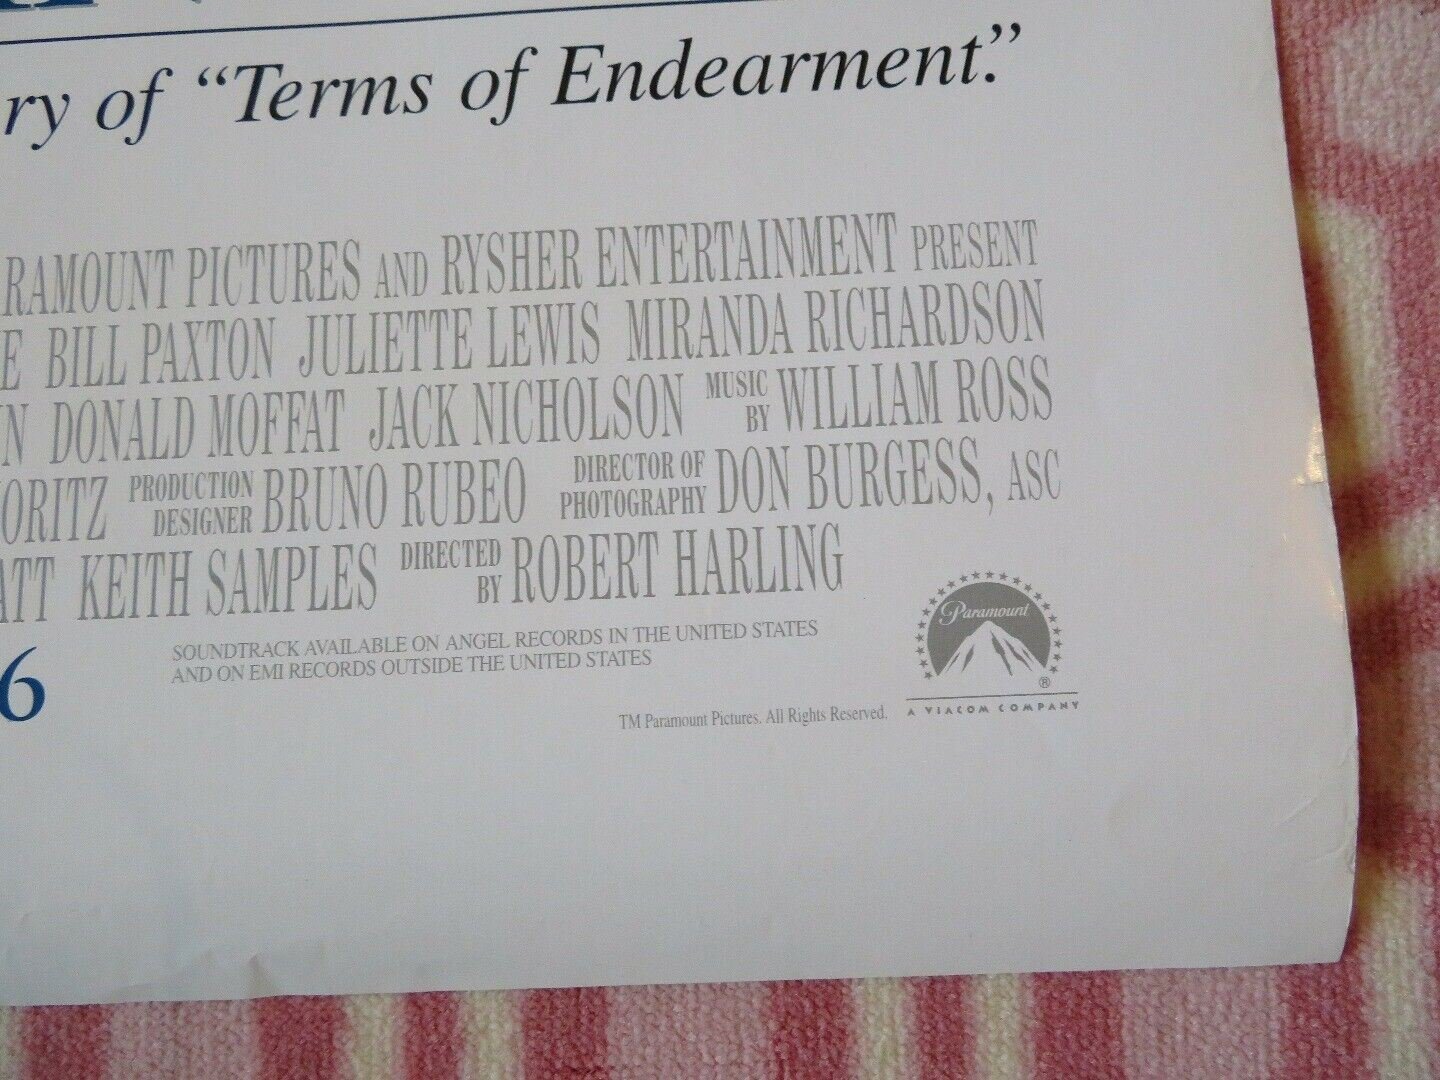 ry of “Terms of Endearment.”
RAMOUNT PICTURES AND RYSHER ENTERTAINMENT PRESENT
E BILL PAXTON JULIETTE LEWIS MIRANDA RICHARDSON
N DONALD MOFFAT JACK NICHOLSON MUSIC BY WILLIAM ROSS
ORITZ PRODUCTION DESIGNER BRUNO RUBEO DIRECTOR OF PHOTOGRAPHY DON BURGESS, ASC
ATT KEITH SAMPLES DIRECTED BY ROBERT HARLING
6
SOUNDTRACK AVAILABLE ON ANGEL RECORDS IN THE UNITED STATES
AND ON EMI RECORDS OUTSIDE THE UNITED STATES
TM Paramount Pictures. All Rights Reserved.
Paramount
®
A VIACOM COMPANY